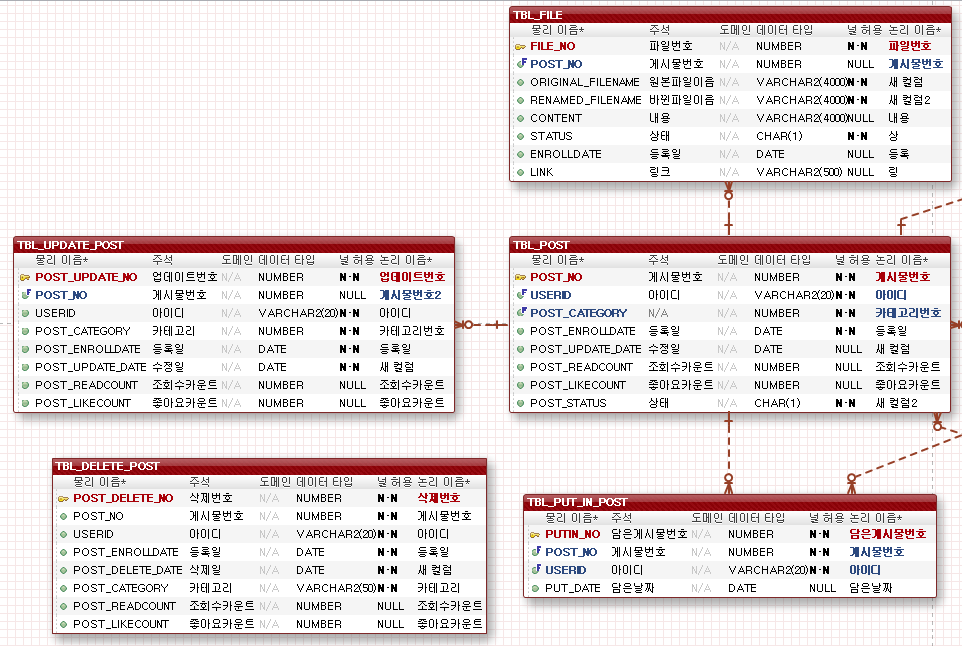 TBL_FILE
물리 이름* 주석 도메인 데이터 타입 널 허용 논리 이름*
FILE_NO 파일번호 N/A NUMBER N-N 파일번호
POST_NO 게시물번호 N/A NUMBER NULL 게시물번호
ORIGINAL_FILENAME 원본파일이름 N/A VARCHAR2(4000) N-N 새 컬럼
RENAMED_FILENAME 바뀐파일이름 N/A VARCHAR2(4000) N-N 새 컬럼2
CONTENT 내용 N/A VARCHAR2(4000) NULL 내용
STATUS 상태 N/A CHAR(1) N-N 상
ENROLLDATE 등록일 N/A DATE NULL 등록
LINK 링크 N/A VARCHAR2(500) NULL 링
TBL_UPDATE_POST
물리 이름* 주석 도메인 데이터 타입 널 허용 논리 이름*
POST_UPDATE_NO 업데이트번호 N/A NUMBER N-N 업데이트번호
POST_NO 게시물번호 N/A NUMBER NULL 게시물번호2
USERID 아이디 N/A VARCHAR2(20) N-N 아이디
POST_CATEGORY 카테고리 N/A NUMBER N-N 카테고리번호
POST_ENROLLDATE 등록일 N/A DATE N-N 등록일
POST_UPDATE_DATE 수정일 N/A DATE N-N 새 컬럼
POST_READCOUNT 조회수카운트 N/A NUMBER NULL 조회수카운트
POST_LIKECOUNT 좋아요카운트 N/A NUMBER NULL 좋아요카운트
TBL_POST
물리 이름* 주석 도메인 데이터 타입 널 허용 논리 이름*
POST_NO 게시물번호 N/A NUMBER N-N 게시물번호
USERID 아이디 N/A VARCHAR2(20) N-N 아이디
POST_CATEGORY N/A N/A NUMBER N-N 카테고리번호
POST_ENROLLDATE 등록일 N/A DATE N-N 등록일
POST_UPDATE_DATE 수정일 N/A DATE NULL 새 컬럼
POST_READCOUNT 조회수카운트 N/A NUMBER NULL 조회수카운트
POST_LIKECOUNT 좋아요카운트 N/A NUMBER NULL 좋아요카운트
POST_STATUS 상태 N/A CHAR(1) N-N 새 컬럼2
TBL_DELETE_POST
물리 이름* 주석 도메인 데이터 타입 널 허용 논리 이름*
POST_DELETE_NO 삭제번호 N/A NUMBER N-N 삭제번호
POST_NO 게시물번호 N/A NUMBER N-N 게시물번호
USERID 아이디 N/A VARCHAR2(20) N-N 아이디
POST_ENROLLDATE 등록일 N/A DATE N-N 등록일
POST_DELETE_DATE 삭제일 N/A DATE N-N 새 컬럼
POST_CATEGORY 카테고리 N/A VARCHAR2(50) N-N 카테고리
POST_READCOUNT 조회수카운트 N/A NUMBER NULL 조회수카운트
POST_LIKECOUNT 좋아요카운트 N/A NUMBER NULL 좋아요카운트
TBL_PUT_IN_POST
물리 이름* 주석 도메인 데이터 타입 널 허용 논리 이름*
PUTIN_NO 담은게시물번호 N/A NUMBER N-N 담은게시물번호
POST_NO 게시물번호 N/A NUMBER N-N 게시물번호
USERID 아이디 N/A VARCHAR2(20) N-N 아이디
PUT_DATE 담은날짜 N/A DATE NULL 담은날짜